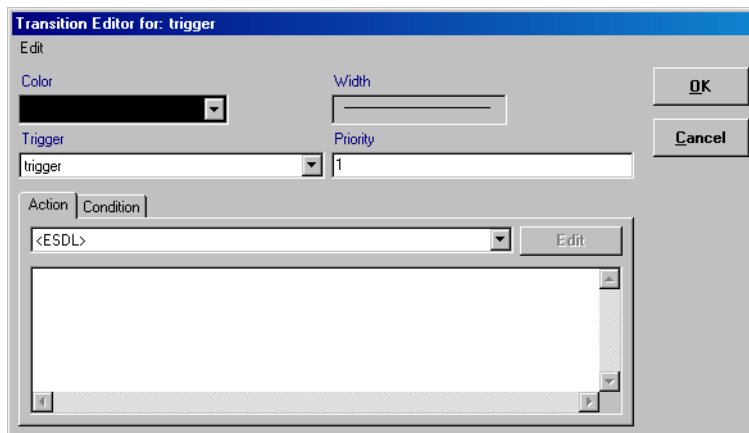 Transition Editor for: trigger
Edit
Color
Width
OK
Trigger
Priority
Cancel
trigger
1
Action
Condition
<ESDL>
Edit